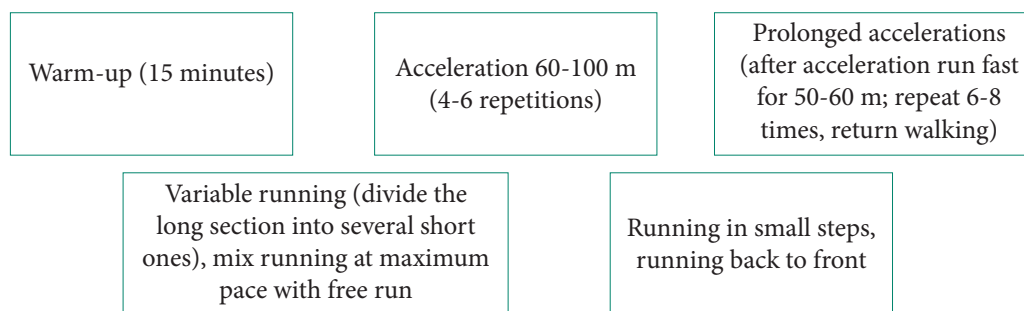 Warm-up (15 minutes)
Acceleration 60-100 m
(4-6 repetitions)
Prolonged accelerations
(after acceleration run fast
for 50-60 m; repeat 6-8
times, return walking)
Variable running (divide the
long section into several short
ones), mix running at maximum
pace with free run
Running in small steps,
running back to front